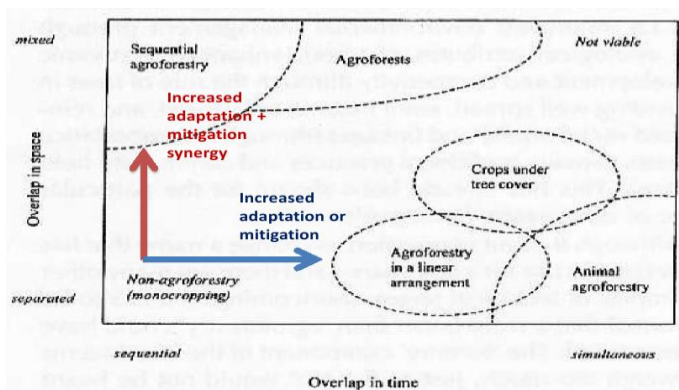 mixed
Sequential
agroforestry
Agroforests
Not viable
Increased
adaptation +
mitigation
synergy
Overlap in space
Crops under
tree cover
Increased
adaptation or
mitigation
Non-agroforestry
(monocropping)
Agroforestry
in a linear
arrangement
Animal
agroforestry
separated
sequential
simultaneous
Overlap in time